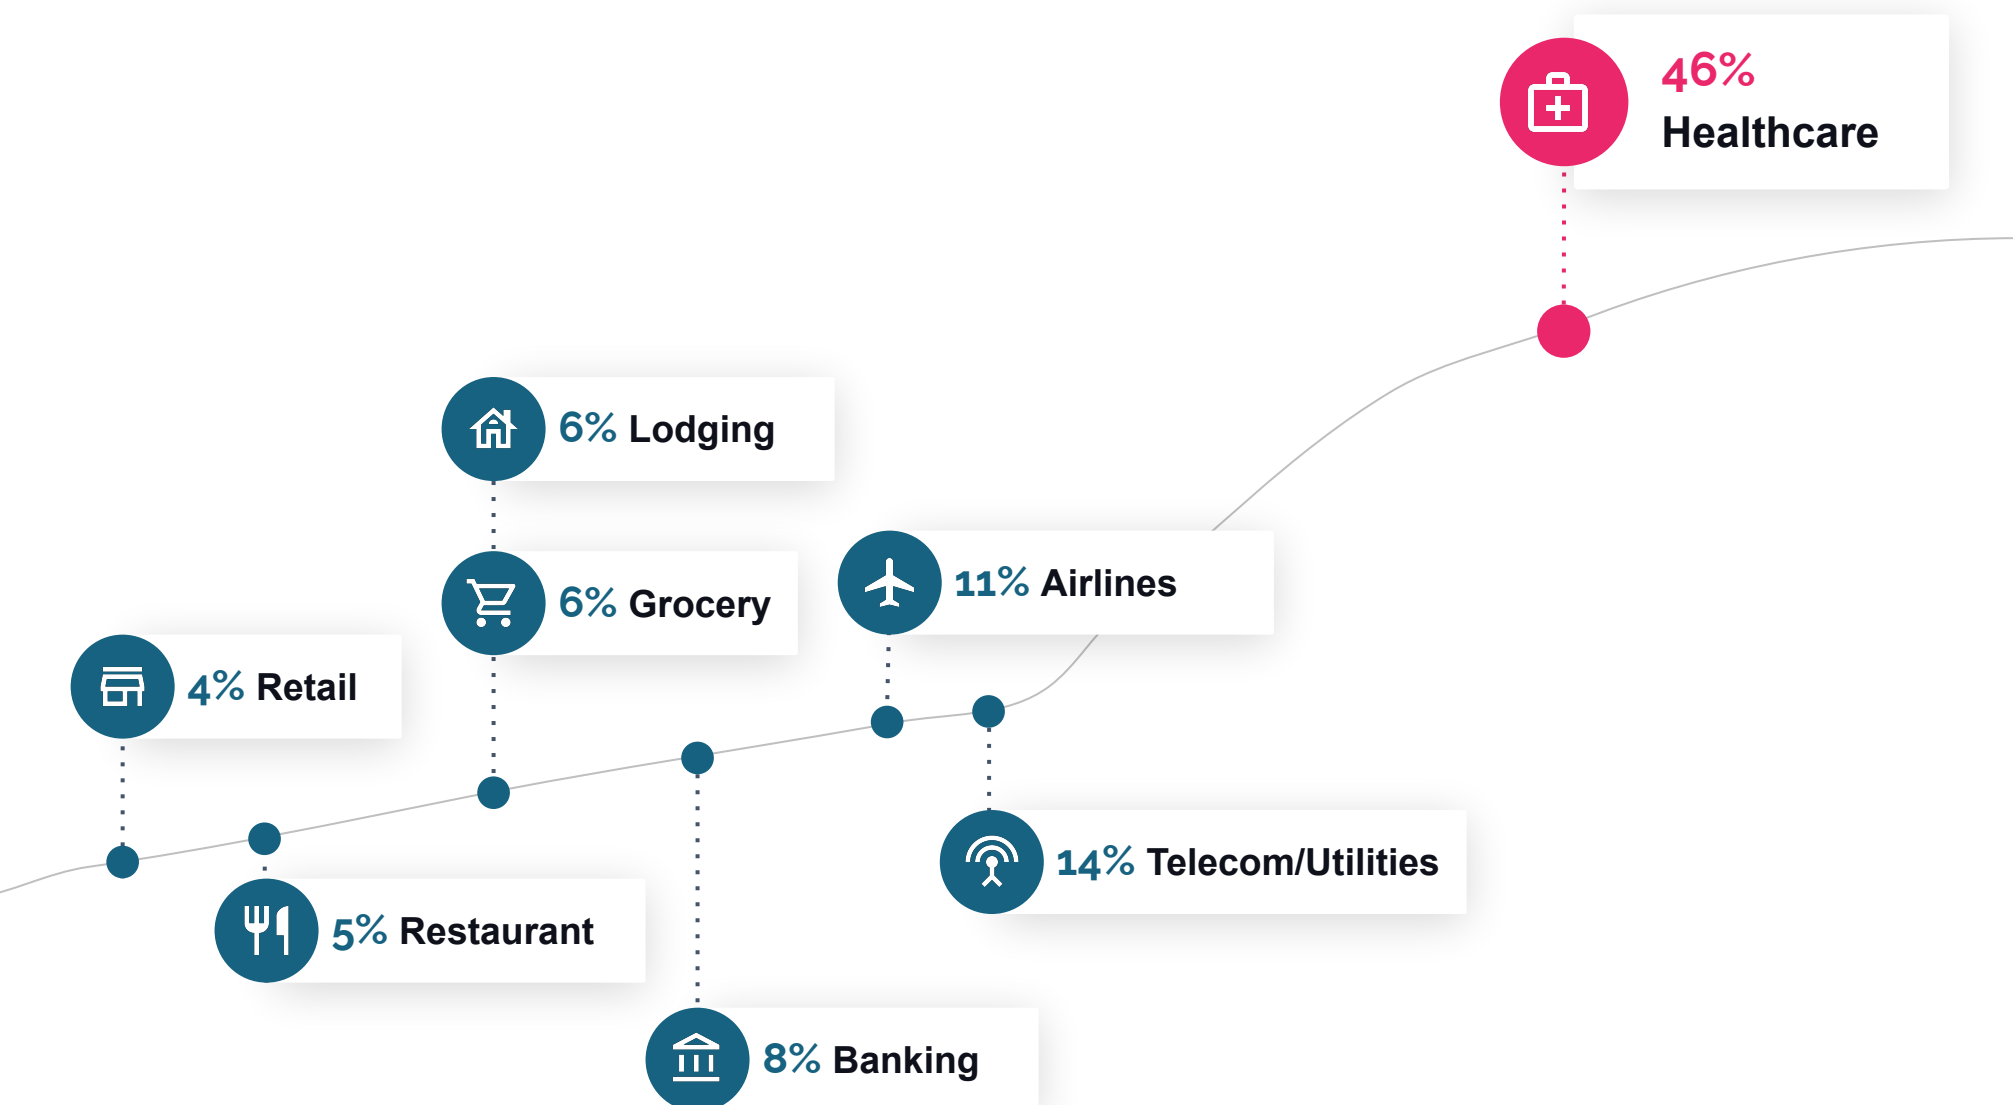 46%
Healthcare
6% Lodging
6% Grocery
11% Airlines
4% Retail
14% Telecom/Utilities
5% Restaurant
8% Banking